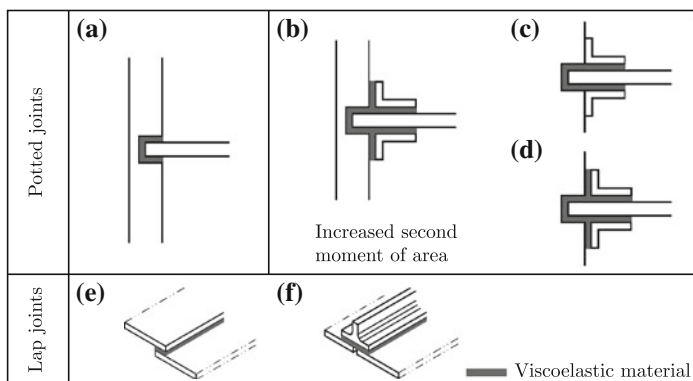 Potted joints
(a)
(b)
Increased second
moment of area
(c)
(d)
Lap joints
(e)
(f)
Viscoelastic material